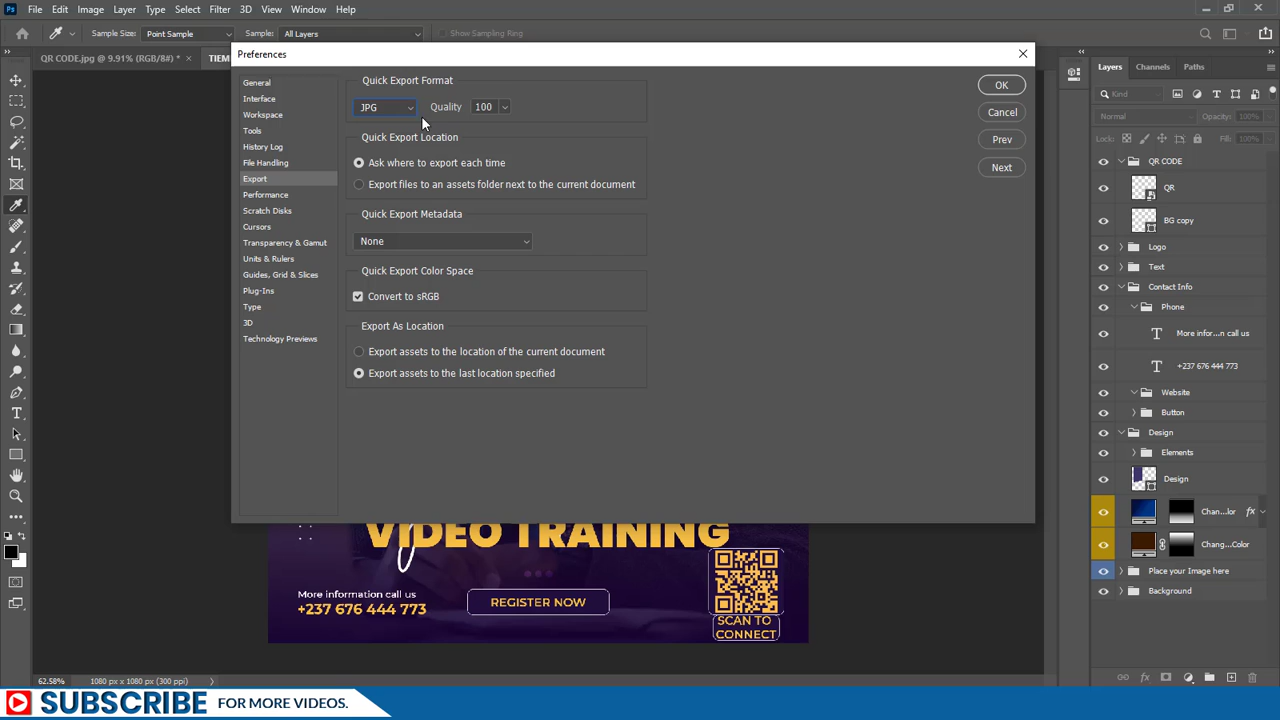 Ps File Edit Image Layer Type Select Filter 3D View Window Help
Sample Size: Point Sample Sample: All Layers Show Sampling Ring
QR CODE.jpg @ 9.91% (RGB/8#) * × TIEM
Preferences
General
Interface
Workspace
Tools
History Log
File Handling
Export
Performance
Scratch Disks
Cursors
Transparency & Gamut
Units & Rulers
Guides, Grid & Slices
Plug-Ins
Type
3D
Technology Previews
Quick Export Format
JPG Quality 100
Quick Export Location
Ask where to export each time
Export files to an assets folder next to the current document
Quick Export Metadata
None
Quick Export Color Space
Convert to sRGB
Export As Location
Export assets to the location of the current document
Export assets to the last location specified
OK
Cancel
Prev
Next
Layers Channels Paths
Kind
Normal Opacity: 100%
Lock: Fill: 100%
QR CODE
QR
BG copy
Logo
Text
Contact Info
Phone
More infor...n call us
+237 676 444 773
Website
Button
Design
Elements
Design
Chan...lor fx
Chang...Color
Place your Image here
Background
VIDEO TRAINING
More information call us
+237 676 444 773
REGISTER NOW
SCAN TO
CONNECT
62.58% 1080 px x 1080 px (300 ppi)
SUBSCRIBE FOR MORE VIDEOS.